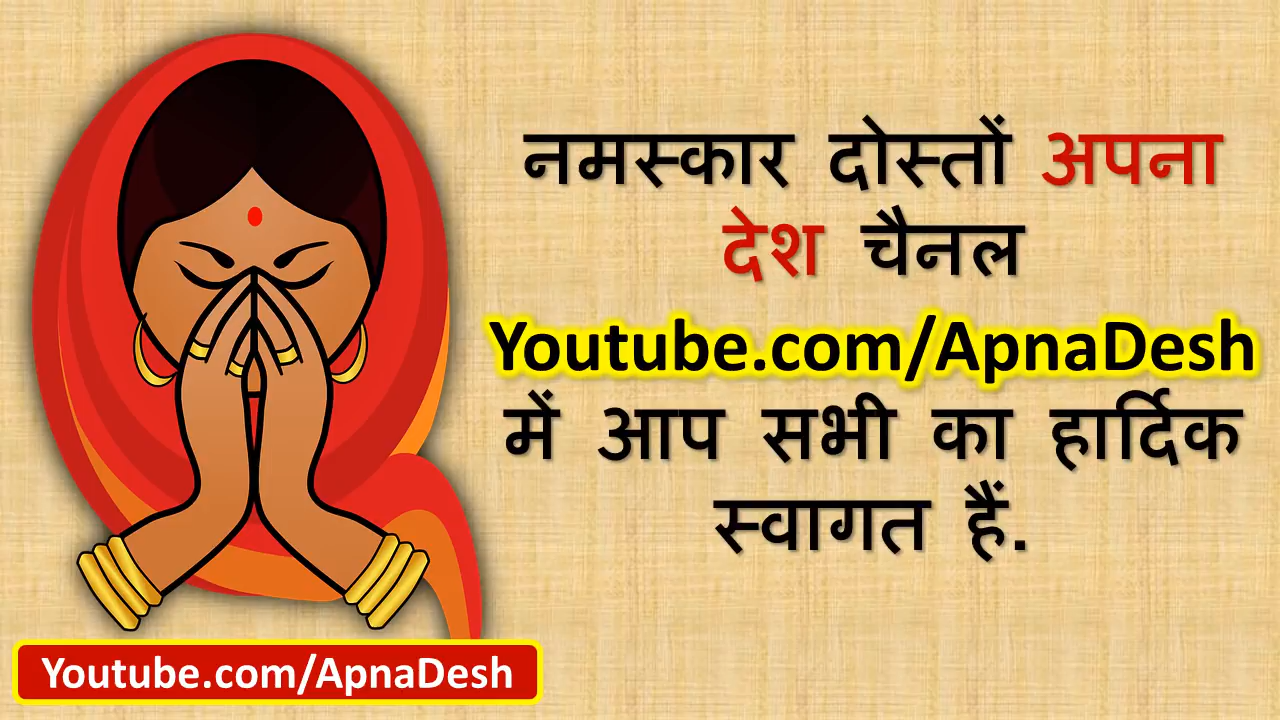 नमस्कार दोस्तों अपना
देश चैनल
Youtube.com/ApnaDesh
में आप सभी का हार्दिक
स्वागत हैं.
Youtube.com/ApnaDesh